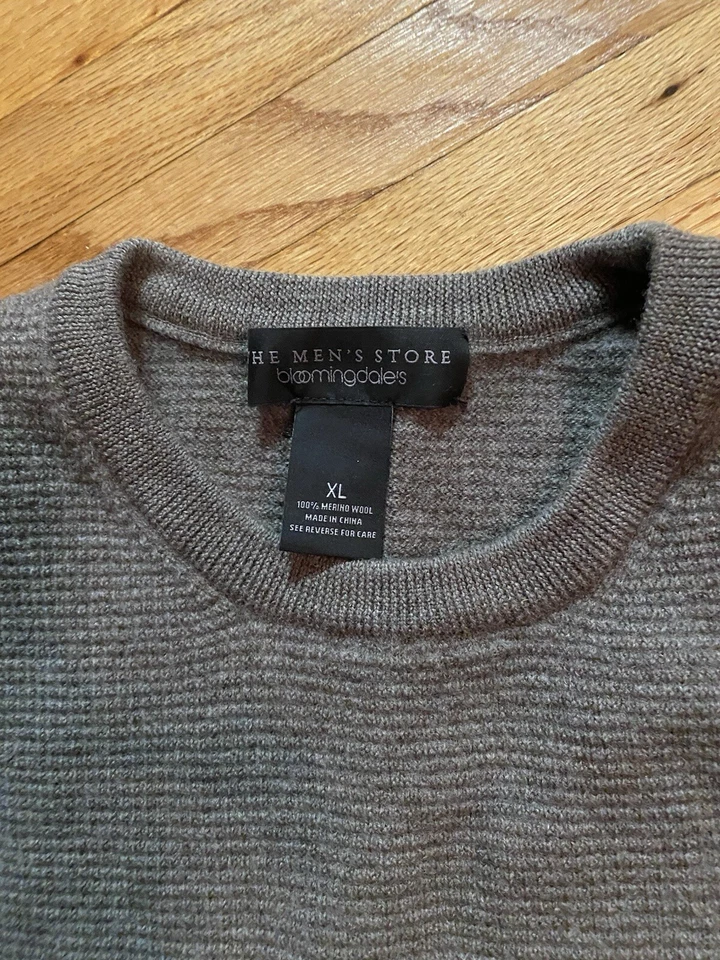 HE MEN'S STORE
bloomingdale's
XL
100% MERINO WOOL
MADE IN CHINA
SEE REVERSE FOR CARE